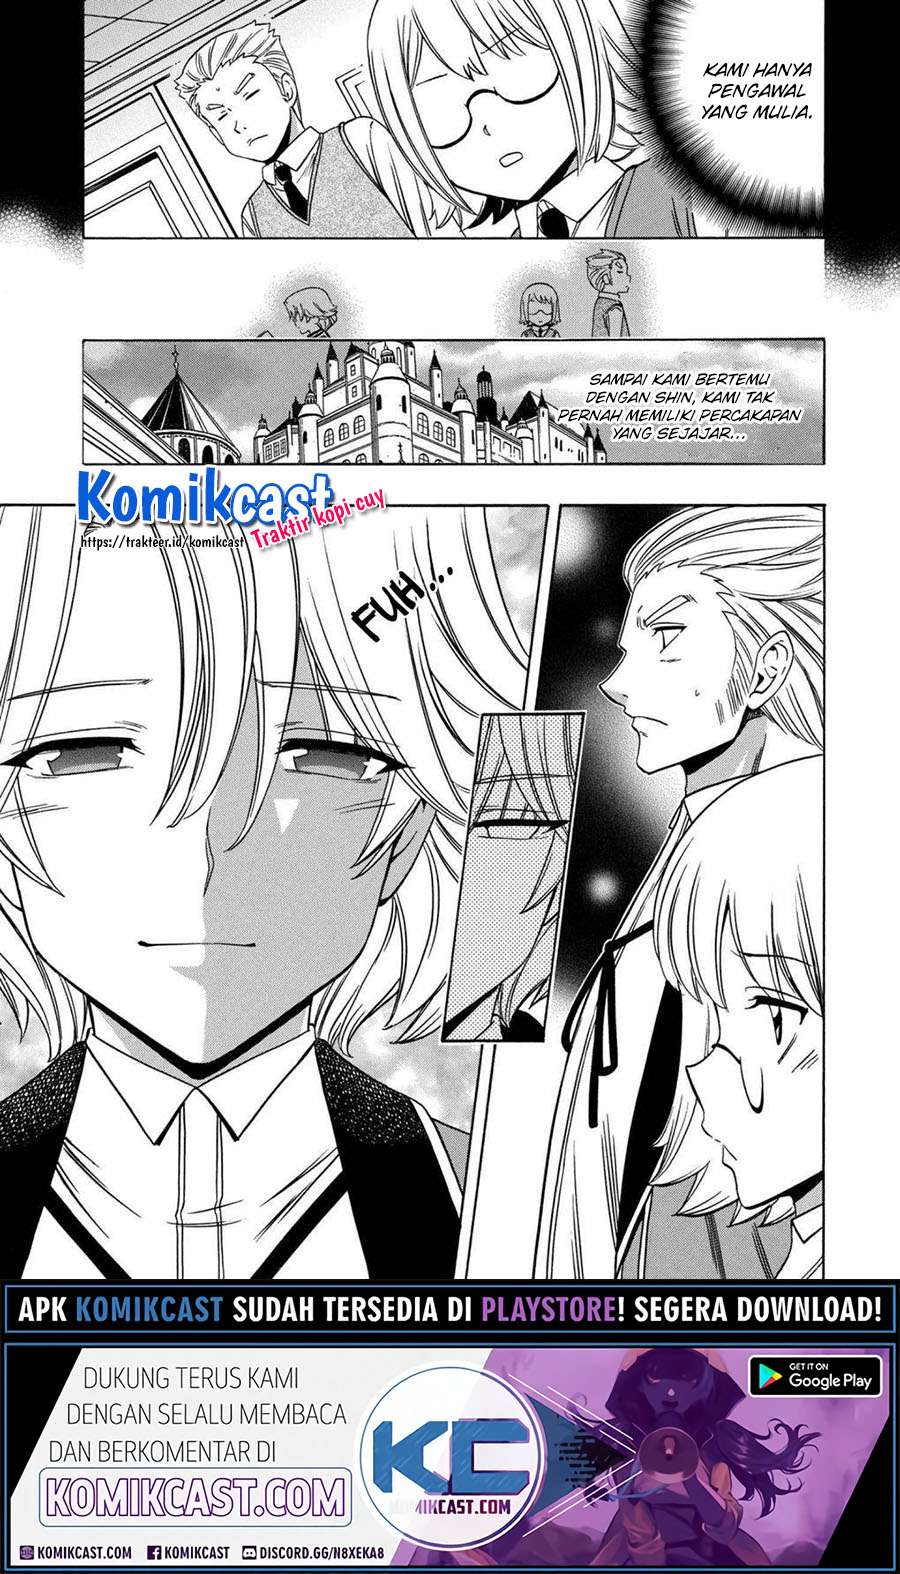 KAMI HANYA
PENGAWAL
YANG MULIA.
SAMPAI KAMI BERTEMU
DENGAN SHIN, KAMI TAK
PERNAH MEMILIKI PERCAKAPAN
YANG SEJAJAR...
Komikcast
Traktir kopi cuy
https://trakteer.id/komikcast
FUH...
APK KOMIKCAST SUDAH TERSEDIA DI PLAYSTORE! SEGERA DOWNLOAD!
DUKUNG TERUS KAMI
DENGAN SELALU MEMBACA
DAN BERKOMENTAR DI
KOMIKCAST.COM
KOMIKCAST.COM KOMIKCAST DISCORD.GG/N8XEKA8
KC
KOMIKCAST.COM
GET IT ON
Google Play